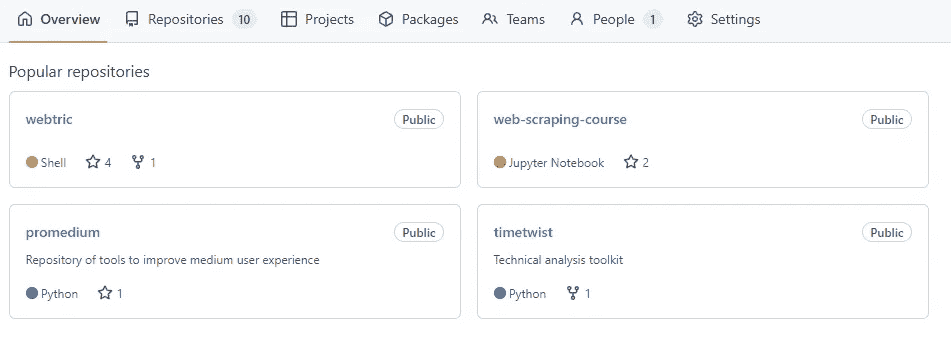 Overview Repositories 10 Projects Packages Teams People 1 Settings
Popular repositories
webtric Public
Shell 4 1
web-scraping-course Public
Jupyter Notebook 2
promedium Public
Repository of tools to improve medium user experience
Python 1
timetwist Public
Technical analysis toolkit
Python 1